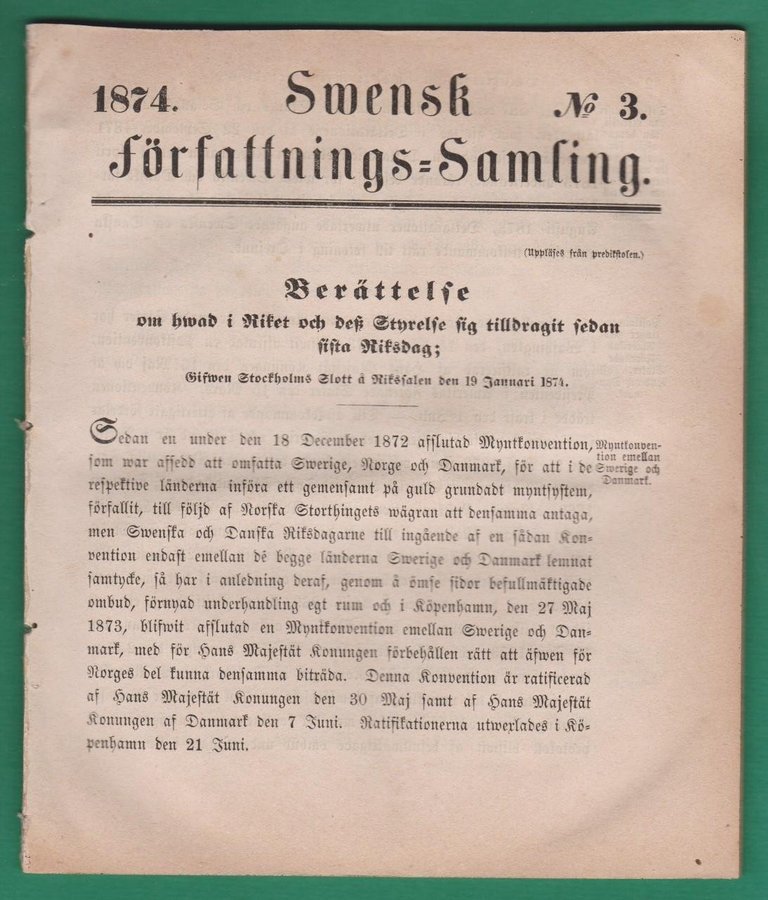 1874. Swensk № 3.
Författnings-Samling.
(Uppläses från predikstolen.)
Berättelse
om hwad i Riket och deß Styrelse sig tilldragit sedan
sista Riksdag;
Gifwen Stockholms Slott å Rikssalen den 19 Januari 1874.
Sedan en under den 18 December 1872 afslutad Myntkonvention,
som war afsedd att omfatta Swerige, Norge och Danmark, för att i de
respektive länderna införa ett gemensamt på guld grundadt myntsystem,
förfallit, till följd af Norska Storthingets wägran att densamma antaga,
men Swenska och Danska Riksdagarne till ingående af en sådan Kon-
vention endast emellan de begge länderna Swerige och Danmark lemnat
samtycke, så har i anledning deraf, genom å ömse sidor befullmäktigade
ombud, förnyad underhandling egt rum och i Köpenhamn, den 27 Maj
1873, blifwit afslutad en Myntkonvention emellan Swerige och Dan-
mark, med för Hans Majestät Konungen förbehållen rätt att äfwen för
Norges del kunna densamma biträda. Denna Konvention är ratificerad
af Hans Majestät Konungen den 30 Maj samt af Hans Majestät
Konungen af Danmark den 7 Juni. Ratifikationerna utwexlades i Kö-
penhamn den 21 Juni.
Myntkonven-
tion emellan
Swerige och
Danmark.